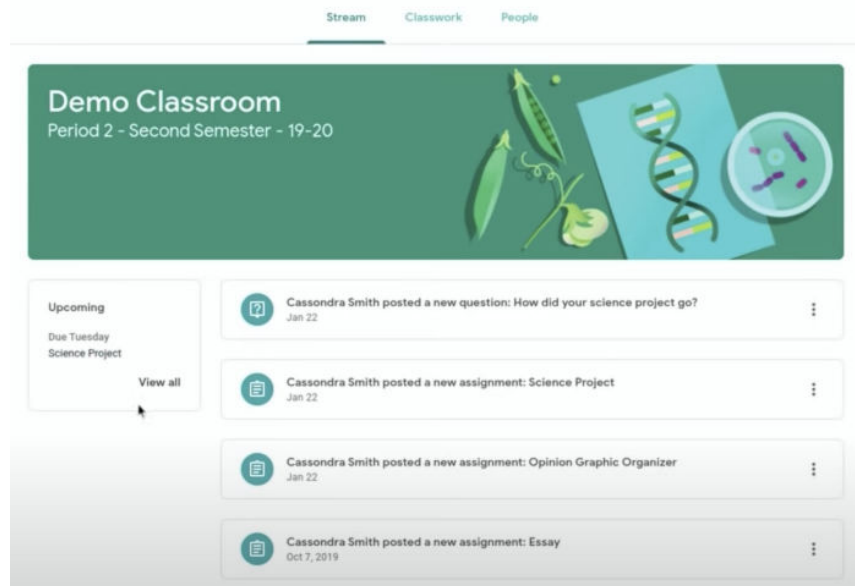 Stream Classwork People
Demo Classroom
Period 2 - Second Semester - 19-20
Upcoming
Due Tuesday
Science Project
View all
Cassondra Smith posted a new question: How did your science project go?
Jan 22
Cassondra Smith posted a new assignment: Science Project
Jan 22
Cassondra Smith posted a new assignment: Opinion Graphic Organizer
Jan 22
Cassondra Smith posted a new assignment: Essay
Oct 7, 2019